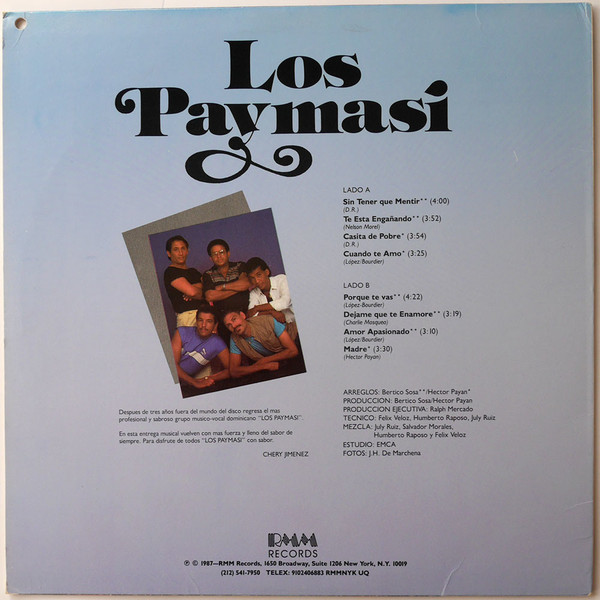 Los
Paymasi
LADO A
Sin Tener que Mentir** (4:00)
(D.R.)
Te Esta Engañando** (3:52)
(Nelson Marel)
Casita de Pobre* (3:54)
(D.R.)
Cuando te Amo* (3:25)
(López-Bourdier)
LADO B
Porque te vas** (4:22)
(López-Bourdier)
Dejame que te Enamore** (3:19)
(Charlie Mosquea)
Amor Apasionado** (3:10)
(López/Bourdier)
Madre* (3:30)
(Hector Payan)
ARREGLOS: Bertico Sosa**/Hector Payan*
PRODUCCION: Bertico Sosa/Hector Payan
PRODUCCION EJECUTIVA: Ralph Mercado
TECNICO: Felix Veloz, Humberto Raposo, July Ruiz
MEZCLA: July Ruiz, Salvador Morales,
Humberto Raposo y Felix Veloz
ESTUDIO: EMCA
FOTOS: J.H. De Marchena
Despues de tres años fuera del mundo del disco regresa el mas
profesional y sabroso grupo musico-vocal dominicano "LOS PAYMASI".
En esta entrega musical vuelven con mas fuerza y lleno del sabor de
siempre. Para disfrute de todos "LOS PAYMASI" con sabor.
CHERY JIMENEZ
RMM
RECORDS
℗ © 1987—RMM Records, 1650 Broadway, Suite 1206 New York, N.Y. 10019
(212) 541-7950 TELEX: 9102406883 RMMNYK UQ